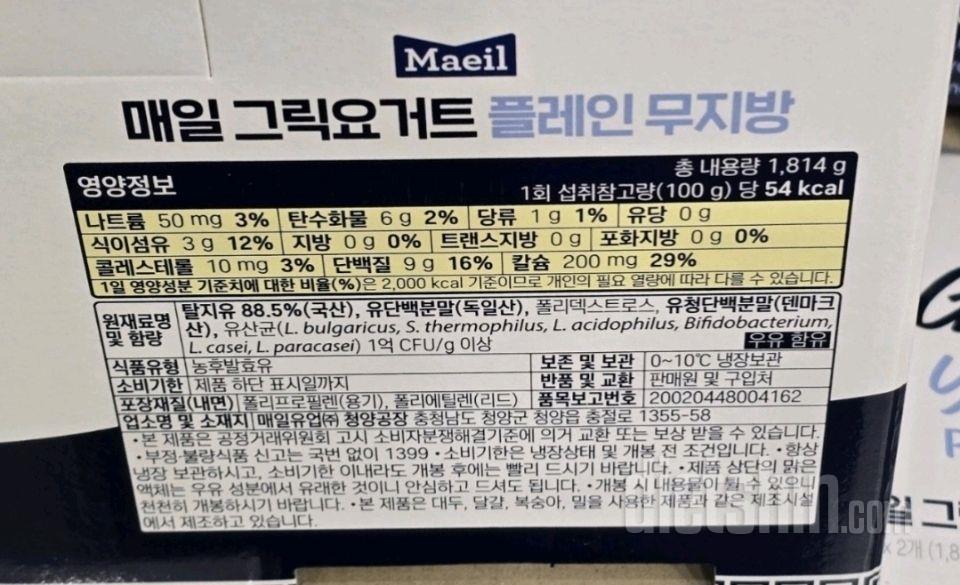 Maeil
매일 그릭요거트 플레인 무지방
영양정보
총 내용량 1,814 g
1회 섭취참고량(100 g) 당 54 kcal
나트륨 50 mg 3% 탄수화물 6 g 2% 당류 1 g 1% 유당 0 g
식이섬유 3 g 12% 지방 0 g 0% 트랜스지방 0 g 포화지방 0 g 0%
콜레스테롤 10 mg 3% 단백질 9 g 16% 칼슘 200 mg 29%
1일 영양성분 기준치에 대한 비율(%)은 2,000 kcal 기준이므로 개인의 필요 열량에 따라 다를 수 있습니다.
원재료명 및 함량
탈지유 88.5%(국산), 유단백분말(독일산), 폴리덱스트로스, 유청단백분말(덴마크
산), 유산균(L. bulgaricus, S. thermophilus, L. acidophilus, Bifidobacterium,
L. casei, L. paracasei) 1억 CFU/g 이상
우유 함유
식품유형 농후발효유 보존 및 보관 0~10℃ 냉장보관
소비기한 제품 하단 표시일까지 반품 및 교환 판매원 및 구입처
포장재질(내면) 폴리프로필렌(용기), 폴리에틸렌(리드) 품목보고번호 20020448004162
업소명 및 소재지 매일유업㈜ 청양공장 충청남도 청양군 청양읍 충절로 1355-58
•본 제품은 공정거래위원회 고시 소비자분쟁해결기준에 의거 교환 또는 보상 받을 수 있습니다.
•부정·불량식품 신고는 국번 없이 1399 •소비기한은 냉장상태 및 개봉 전 조건입니다. •항상
냉장 보관하시고, 소비기한 이내라도 개봉 후에는 빨리 드시기 바랍니다. •제품 상단의 맑은
액체는 우유 성분에서 유래한 것이니 안심하고 드셔도 됩니다. •개봉 시 내용물이 튈 수 있으니
천천히 개봉하시기 바랍니다. •본 제품은 대두, 달걀, 복숭아, 밀을 사용한 제품과 같은 제조시설
에서 제조하고 있습니다.
dietshin.com
일 그
x 2개 (1,8